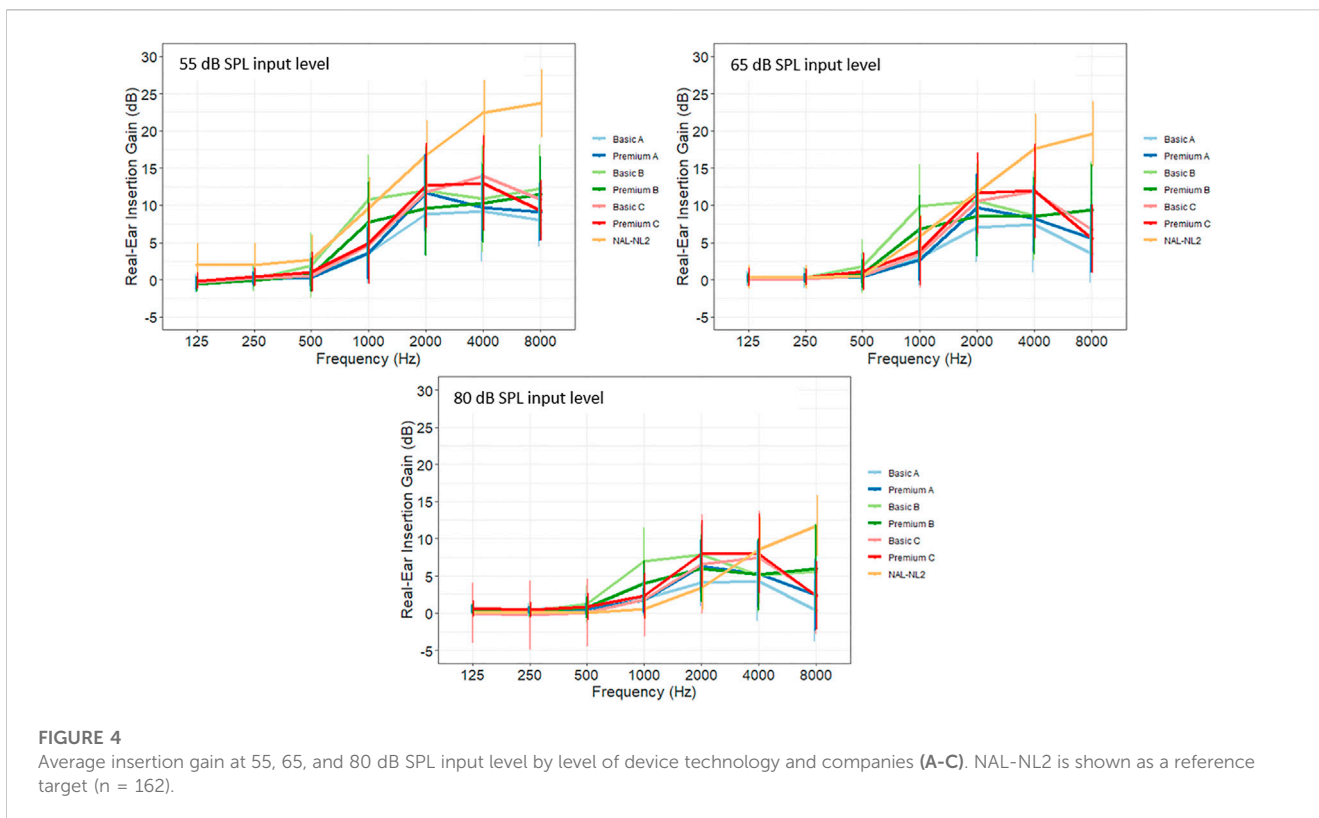 55 dB SPL input level
Real-Ear Insertion Gain (dB)
30
25
20
15
10
5
0
-5
125 250 500 1000 2000 4000 8000
Frequency (Hz)
Basic A
Premium A
Basic B
Premium B
Basic C
Premium C
NAL-NL2
65 dB SPL input level
Real-Ear Insertion Gain (dB)
30
25
20
15
10
5
0
-5
125 250 500 1000 2000 4000 8000
Frequency (Hz)
Basic A
Premium A
Basic B
Premium B
Basic C
Premium C
NAL-NL2
80 dB SPL input level
Real-Ear Insertion Gain (dB)
30
25
20
15
10
5
0
-5
125 250 500 1000 2000 4000 8000
Frequency (Hz)
Basic A
Premium A
Basic B
Premium B
Basic C
Premium C
NAL-NL2
FIGURE 4
Average insertion gain at 55, 65, and 80 dB SPL input level by level of device technology and companies (A-C). NAL-NL2 is shown as a reference
target (n = 162).